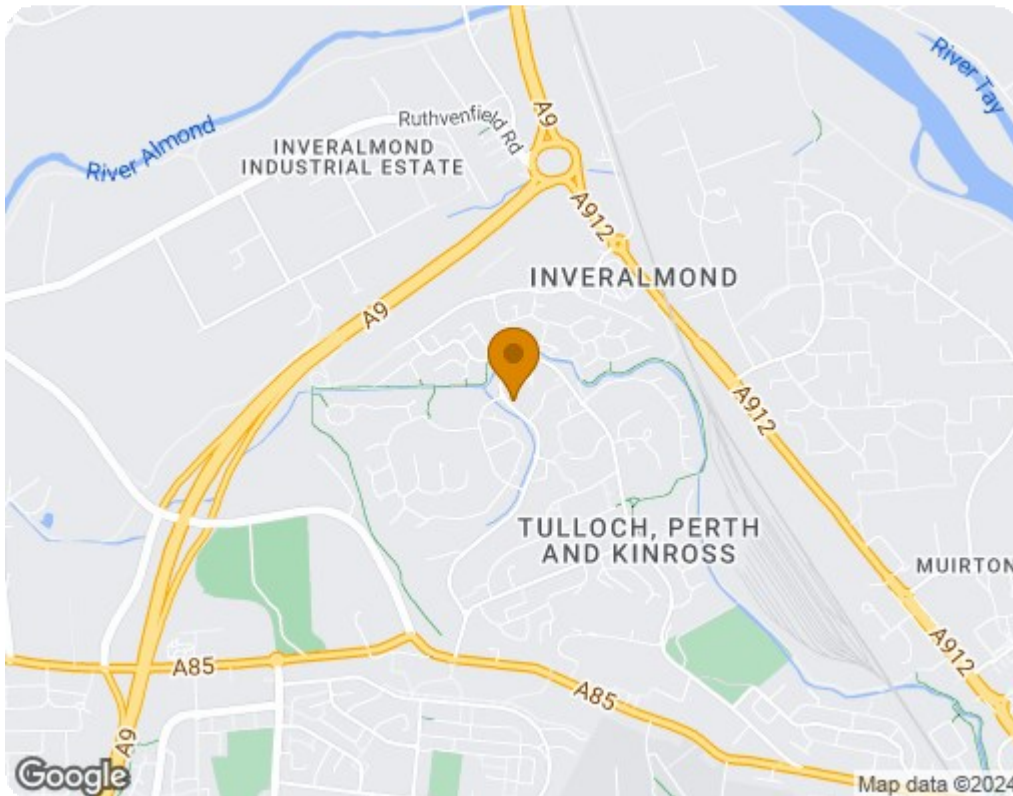 River Tay
A9
Ruthvenfield Rd
River Almond
INVERALMOND
INDUSTRIAL ESTATE
A912
INVERALMOND
A9
A912
TULLOCH, PERTH
AND KINROSS
MUIRTON
A912
A85
A85
A9
Google
Map data ©2024